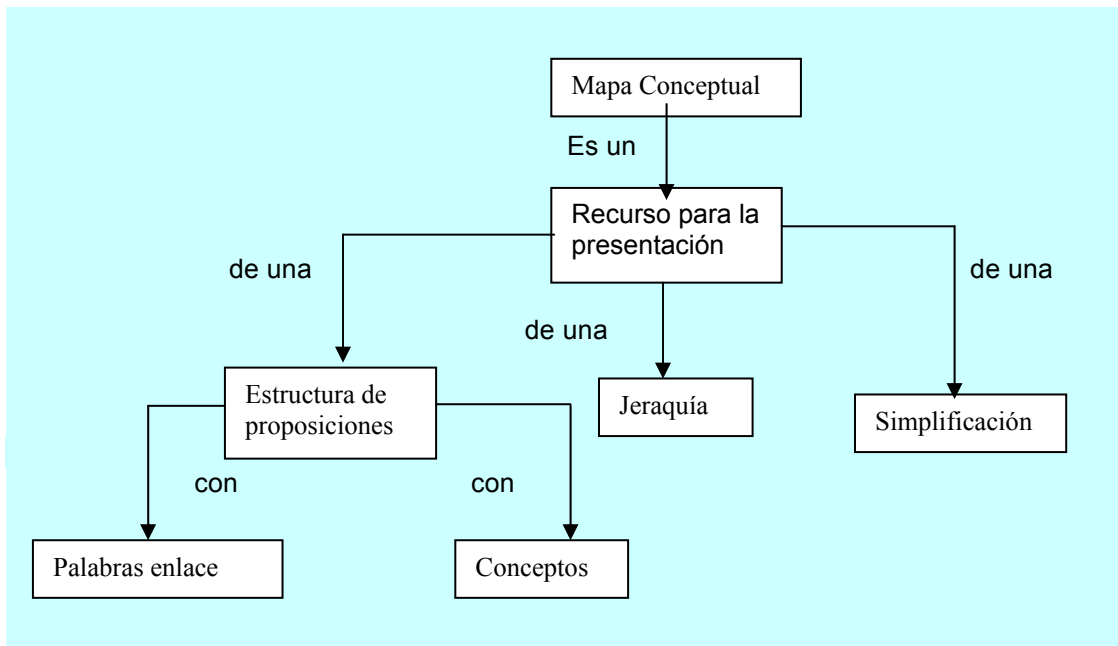 Mapa Conceptual
Es un
Recurso para la
presentación
de una
de una
de una
Estructura de
proposiciones
Jeraquía
Simplificación
con
con
Palabras enlace
Conceptos